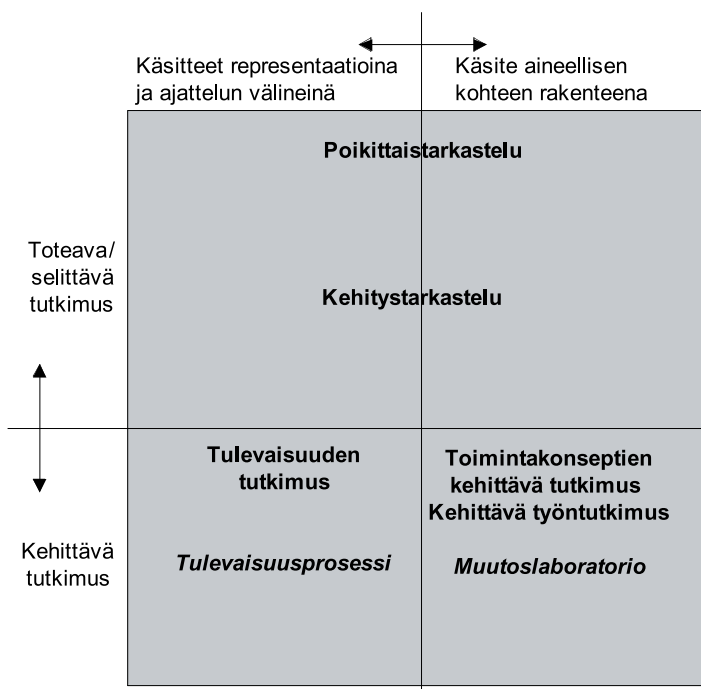 Käsitteet representaatioina
ja ajattelun välineinä
Käsite aineellisen
kohteen rakenteena
Poikittaistarkastelu
Toteava/
selittävä
tutkimus
Kehitystarkastelu
Tulevaisuuden
tutkimus
Toimintakonseptien
kehittävä tutkimus
Kehittävä työntutkimus
Kehittävä
tutkimus
Tulevaisuusprosessi
Muutoslaboratorio